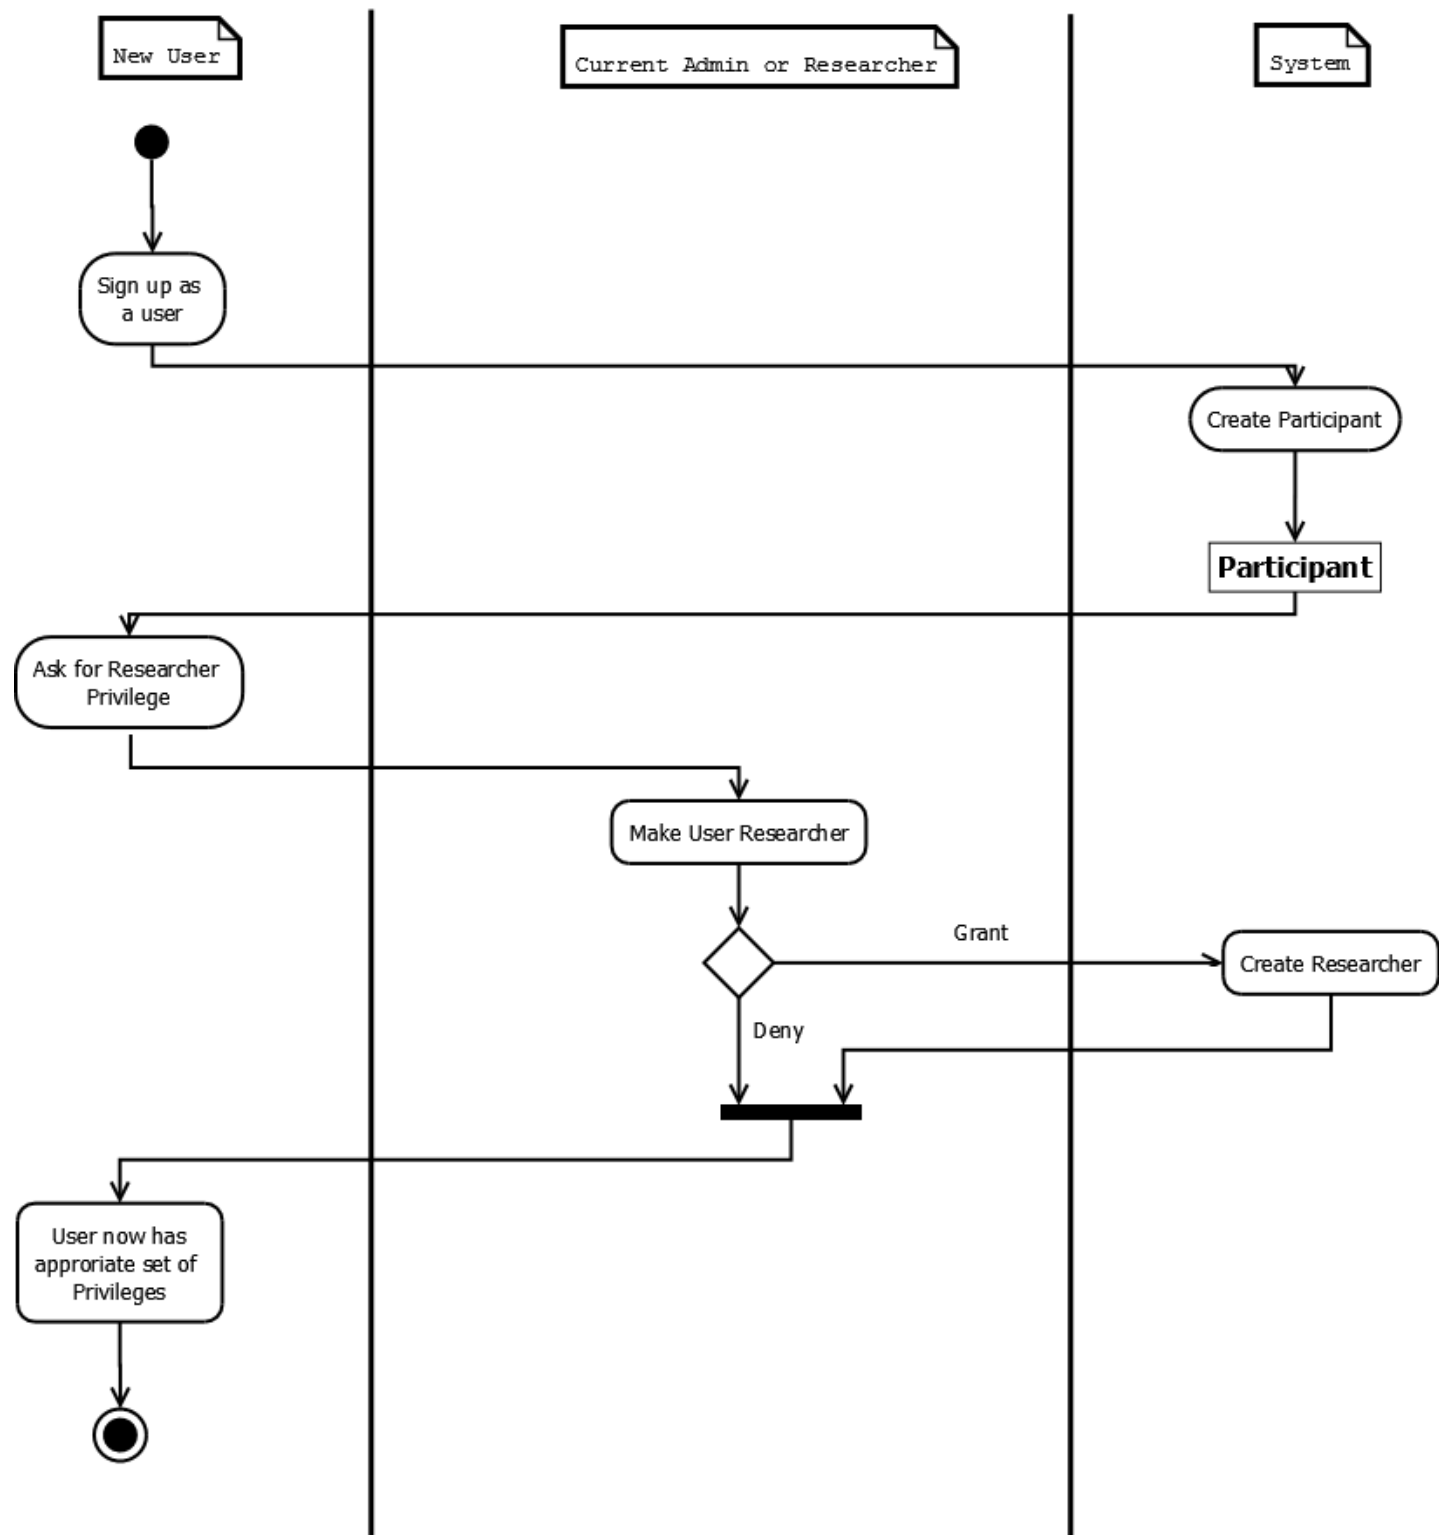 New User
Current Admin or Researcher
System
Sign up as
a user
Create Participant
Participant
Ask for Researcher
Privilege
Make User Researcher
Grant
Create Researcher
Deny
User now has
approriate set of
Privileges